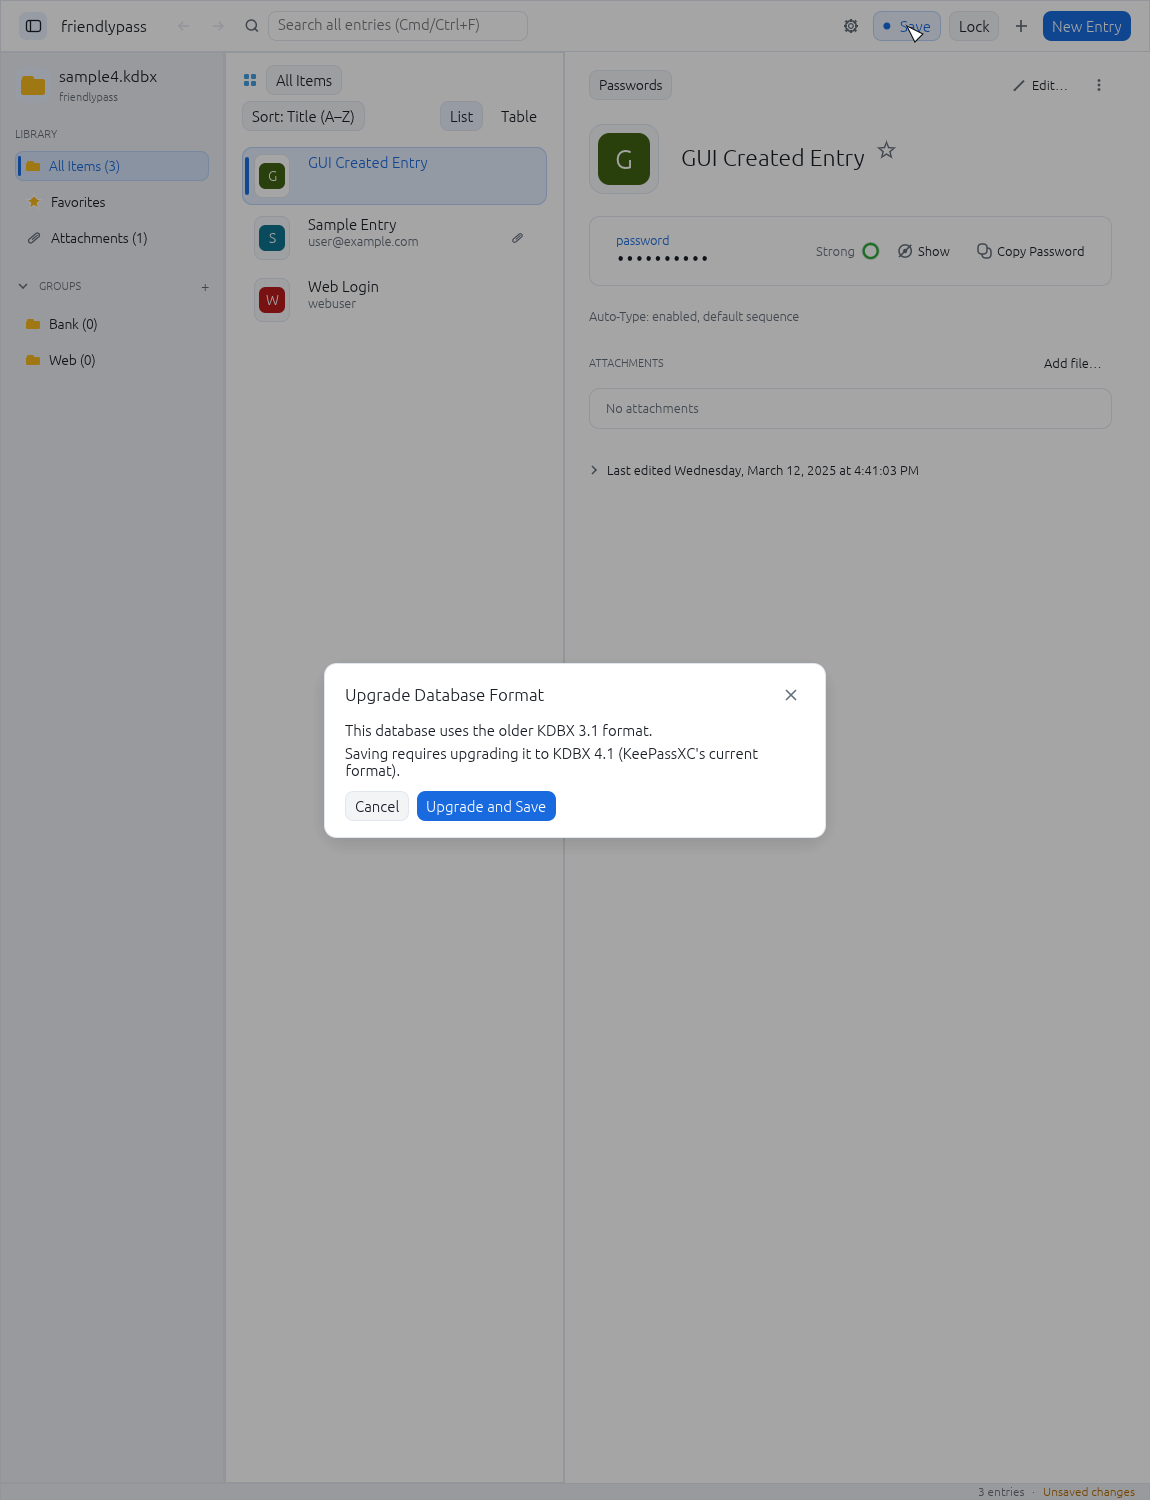 friendlypass
Search all entries (Cmd/Ctrl+F)
Save
Lock
New Entry
sample4.kdbx
friendlypass
LIBRARY
All Items (3)
Favorites
Attachments (1)
GROUPS
Bank (0)
Web (0)
All Items
Sort: Title (A–Z)
List
Table
G
GUI Created Entry
S
Sample Entry
user@example.com
W
Web Login
webuser
Passwords
Edit…
G
GUI Created Entry
password
••••••••••
Strong
Show
Copy Password
Auto-Type: enabled, default sequence
ATTACHMENTS
Add file…
No attachments
Last edited Wednesday, March 12, 2025 at 4:41:03 PM
Upgrade Database Format
This database uses the older KDBX 3.1 format.
Saving requires upgrading it to KDBX 4.1 (KeePassXC's current
format).
Cancel
Upgrade and Save
3 entries · Unsaved changes